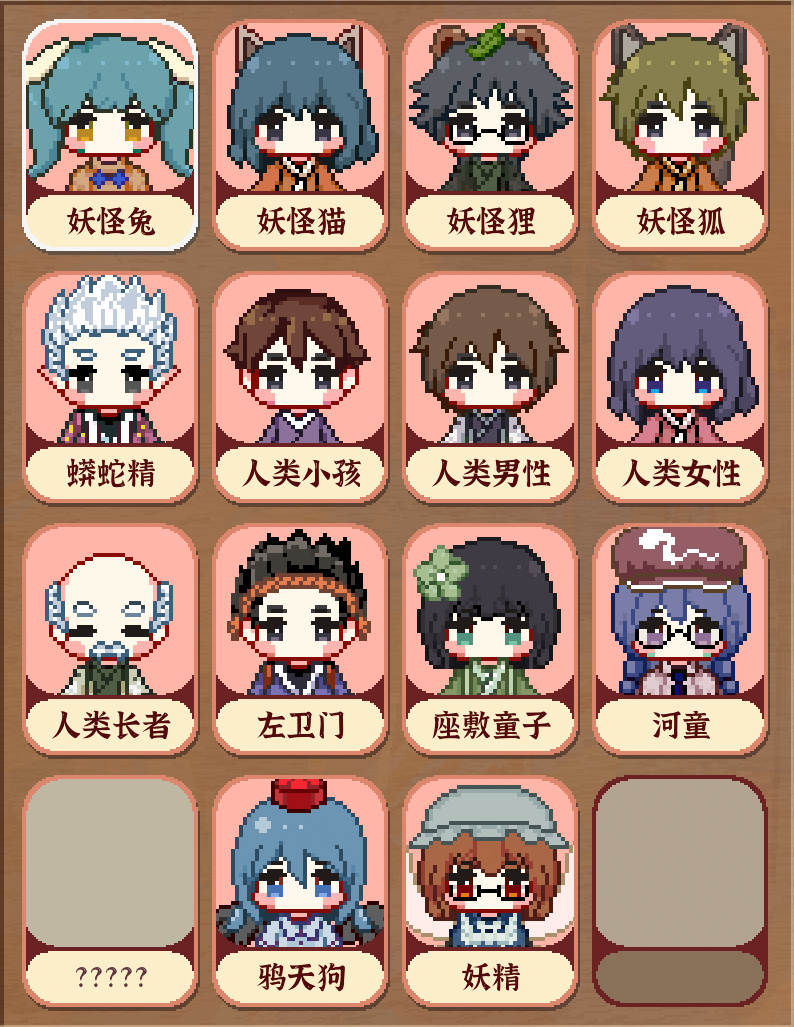 妖怪兔
妖怪猫
妖怪狸
妖怪狐
蟒蛇精
人类小孩
人类男性
人类女性
人类长者
左卫门
座敷童子
河童
?????
鸦天狗
妖精